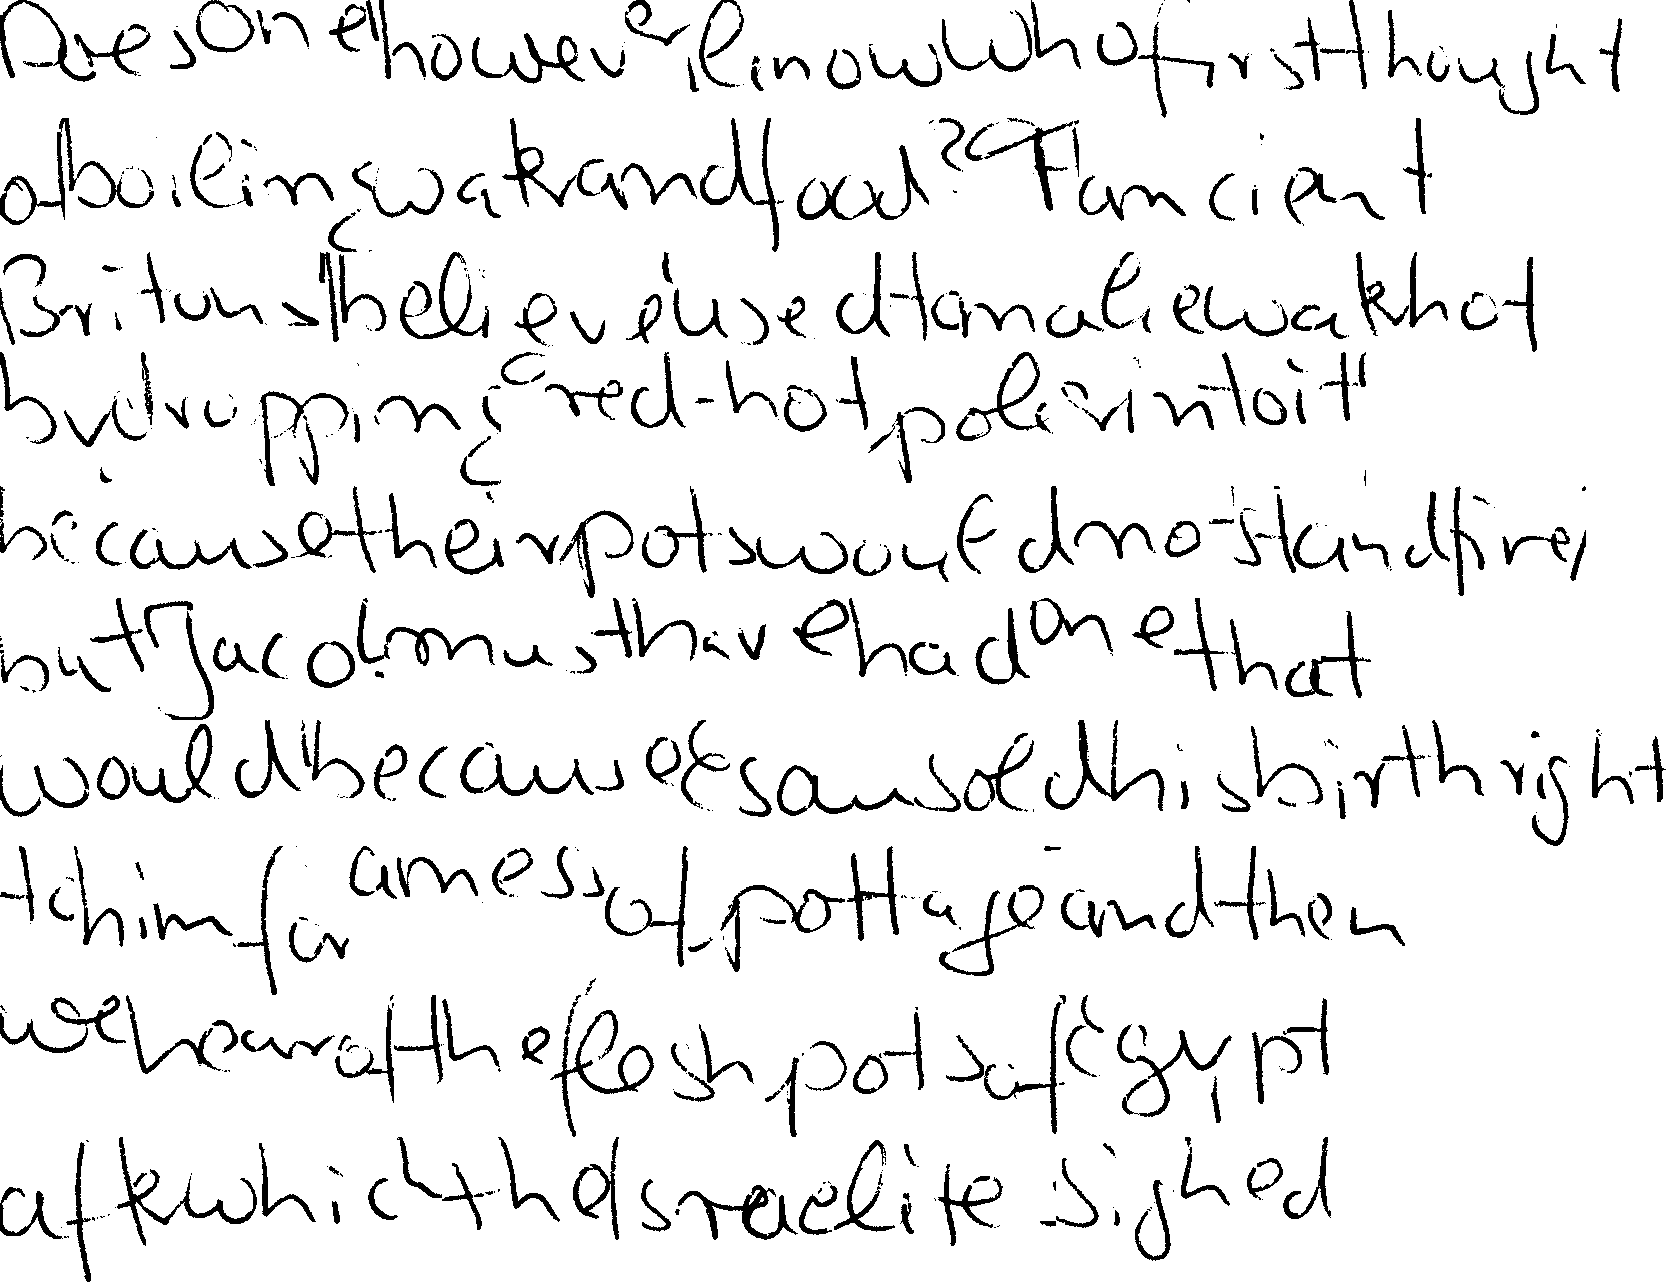 Does one however know who first thought
of boiling water and food? ancient
Britons I believe used to make water hot
by dropping red-hot pokers into it
because their pots would not stand fire,
but Jacob must have had one that
would because Esau sold his birthright
to him for a mess of pottage and then
we hear of the flesh pots of Egypt
after which the Israelite sighed